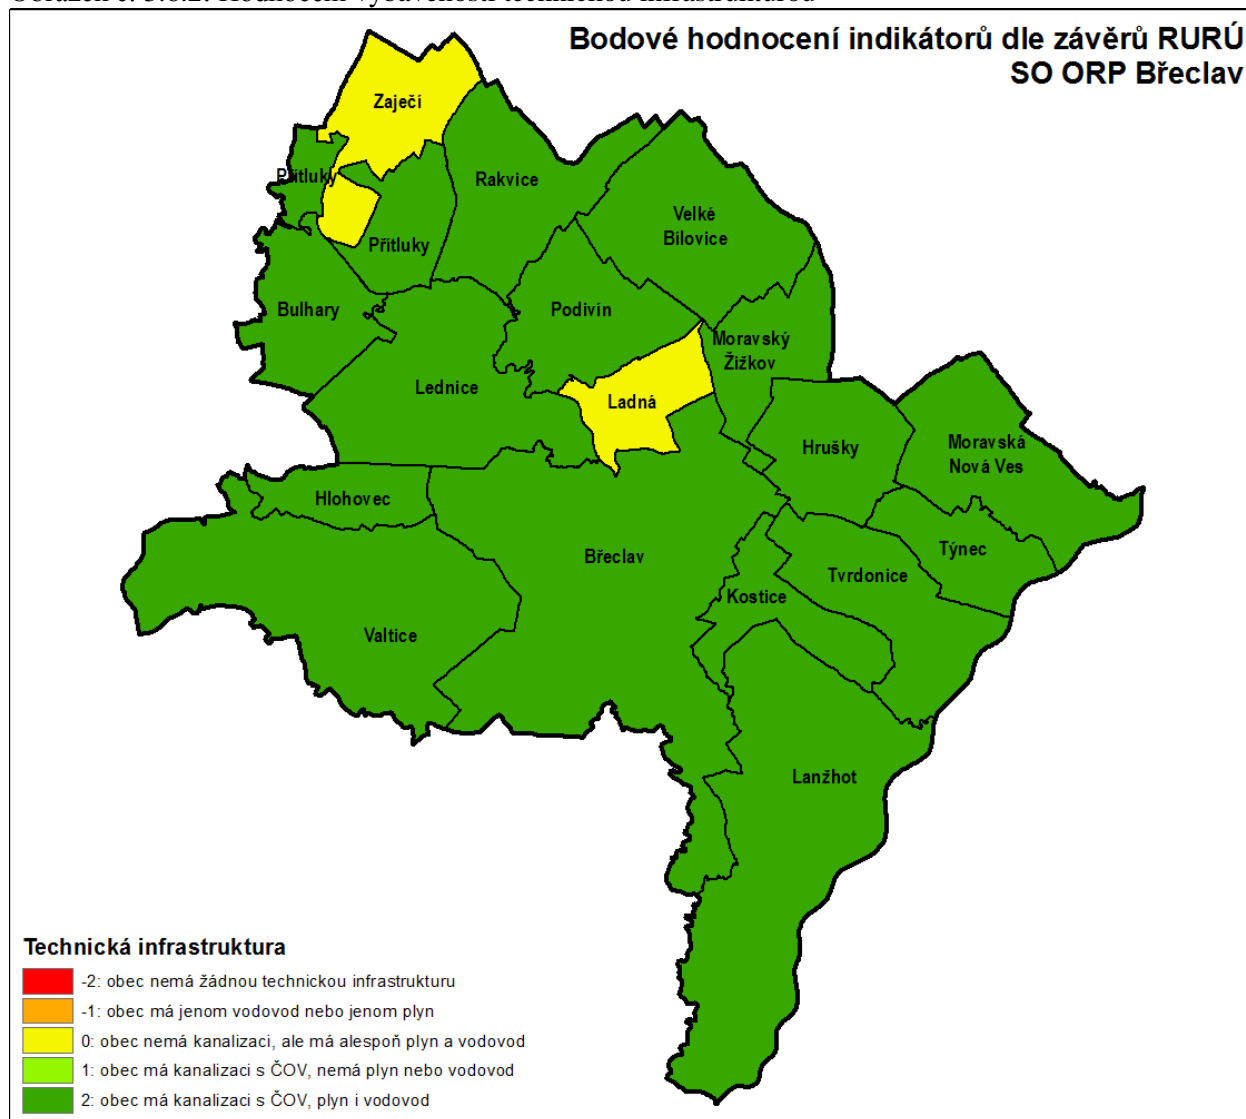 Bodové hodnocení indikátorů dle závěrů RURÚ
SO ORP Břeclav
Zaječí
Přítluky
Rakvice
Velké
Bílovice
Přítluky
Bulhary
Podivín
Moravský
Žižkov
Lednice
Ladná
Hrušky
Moravská
Nová Ves
Hlohovec
Břeclav
Týnec
Tvrdonice
Kostice
Valtice
Lanžhot
Technická infrastruktura
-2: obec nemá žádnou technickou infrastrukturu
-1: obec má jenom vodovod nebo jenom plyn
0: obec nemá kanalizaci, ale má alespoň plyn a vodovod
1: obec má kanalizaci s ČOV, nemá plyn nebo vodovod
2: obec má kanalizaci s ČOV, plyn i vodovod